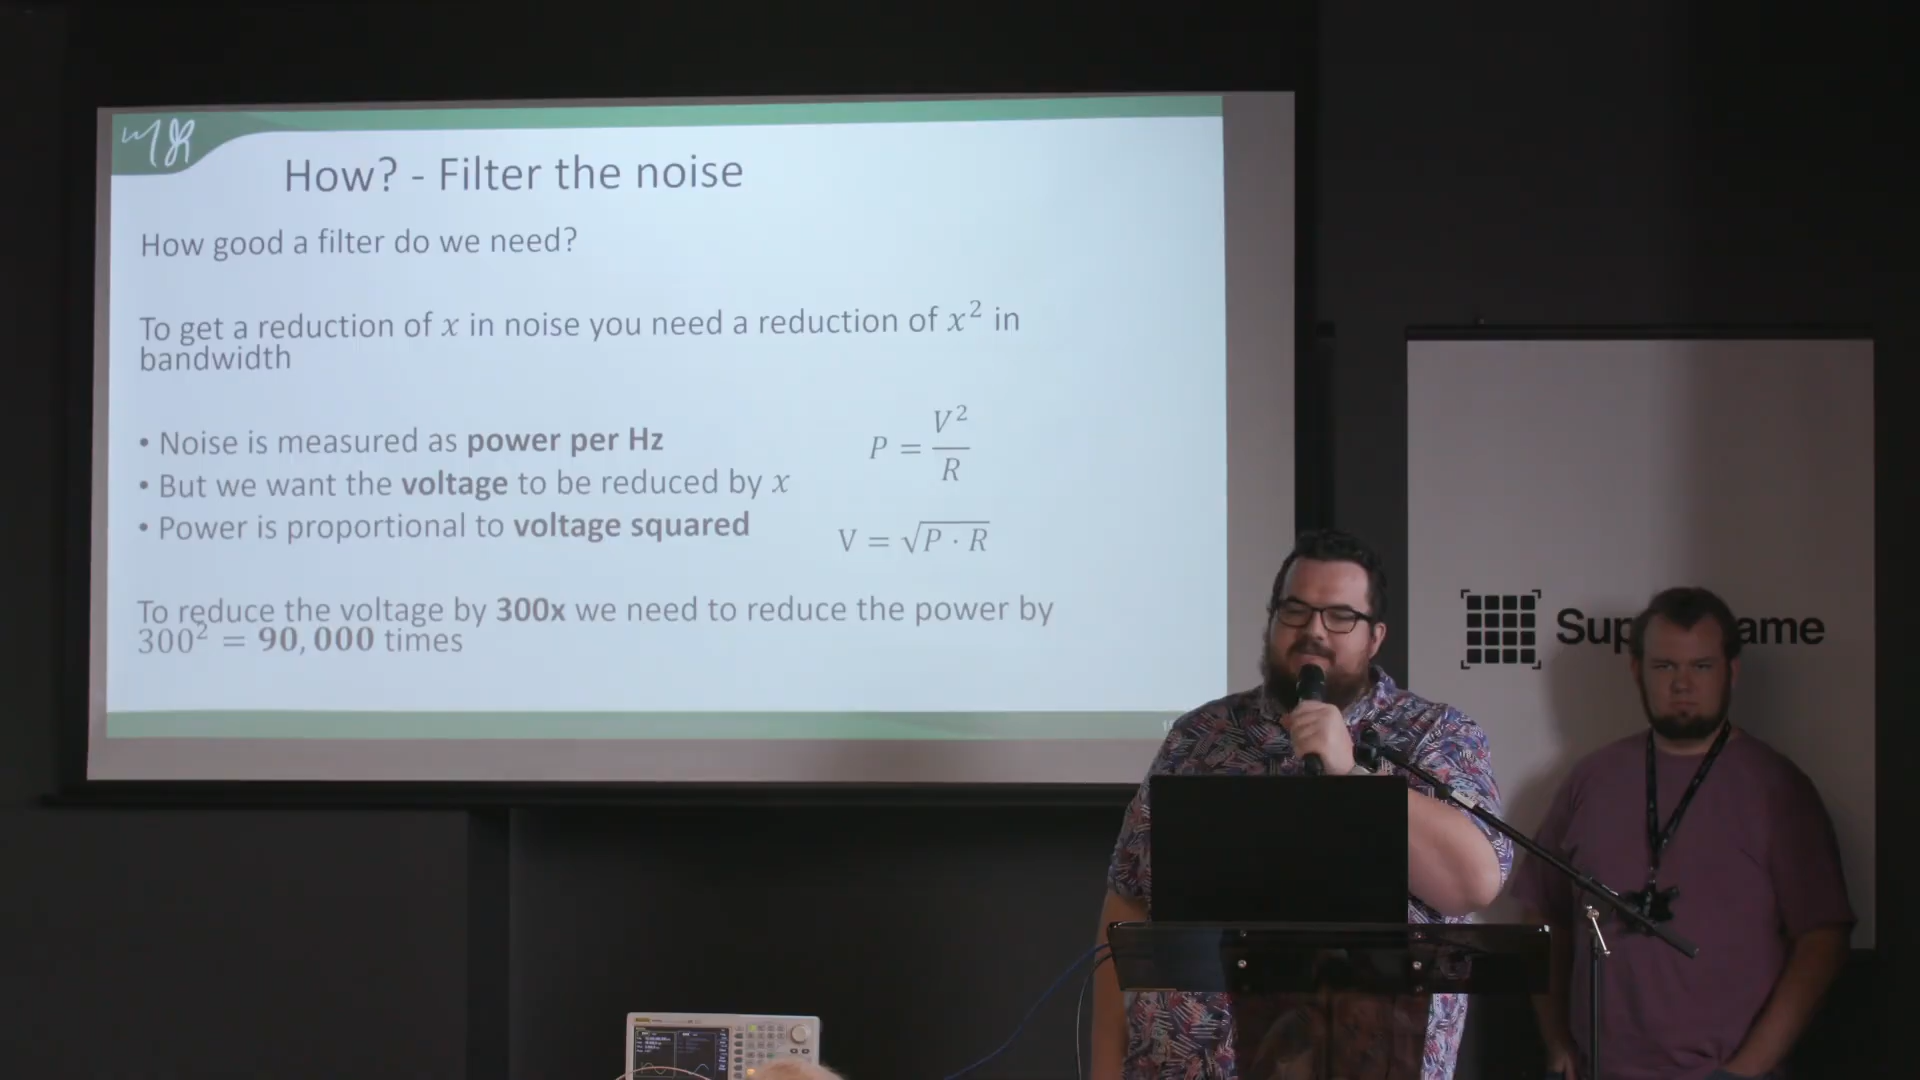 How? - Filter the noise
How good a filter do we need?
To get a reduction of x in noise you need a reduction of x² in
bandwidth
• Noise is measured as power per Hz
• But we want the voltage to be reduced by x
• Power is proportional to voltage squared
P = V²/R
V = √P · R
To reduce the voltage by 300x we need to reduce the power by
300² = 90,000 times
Sup ame